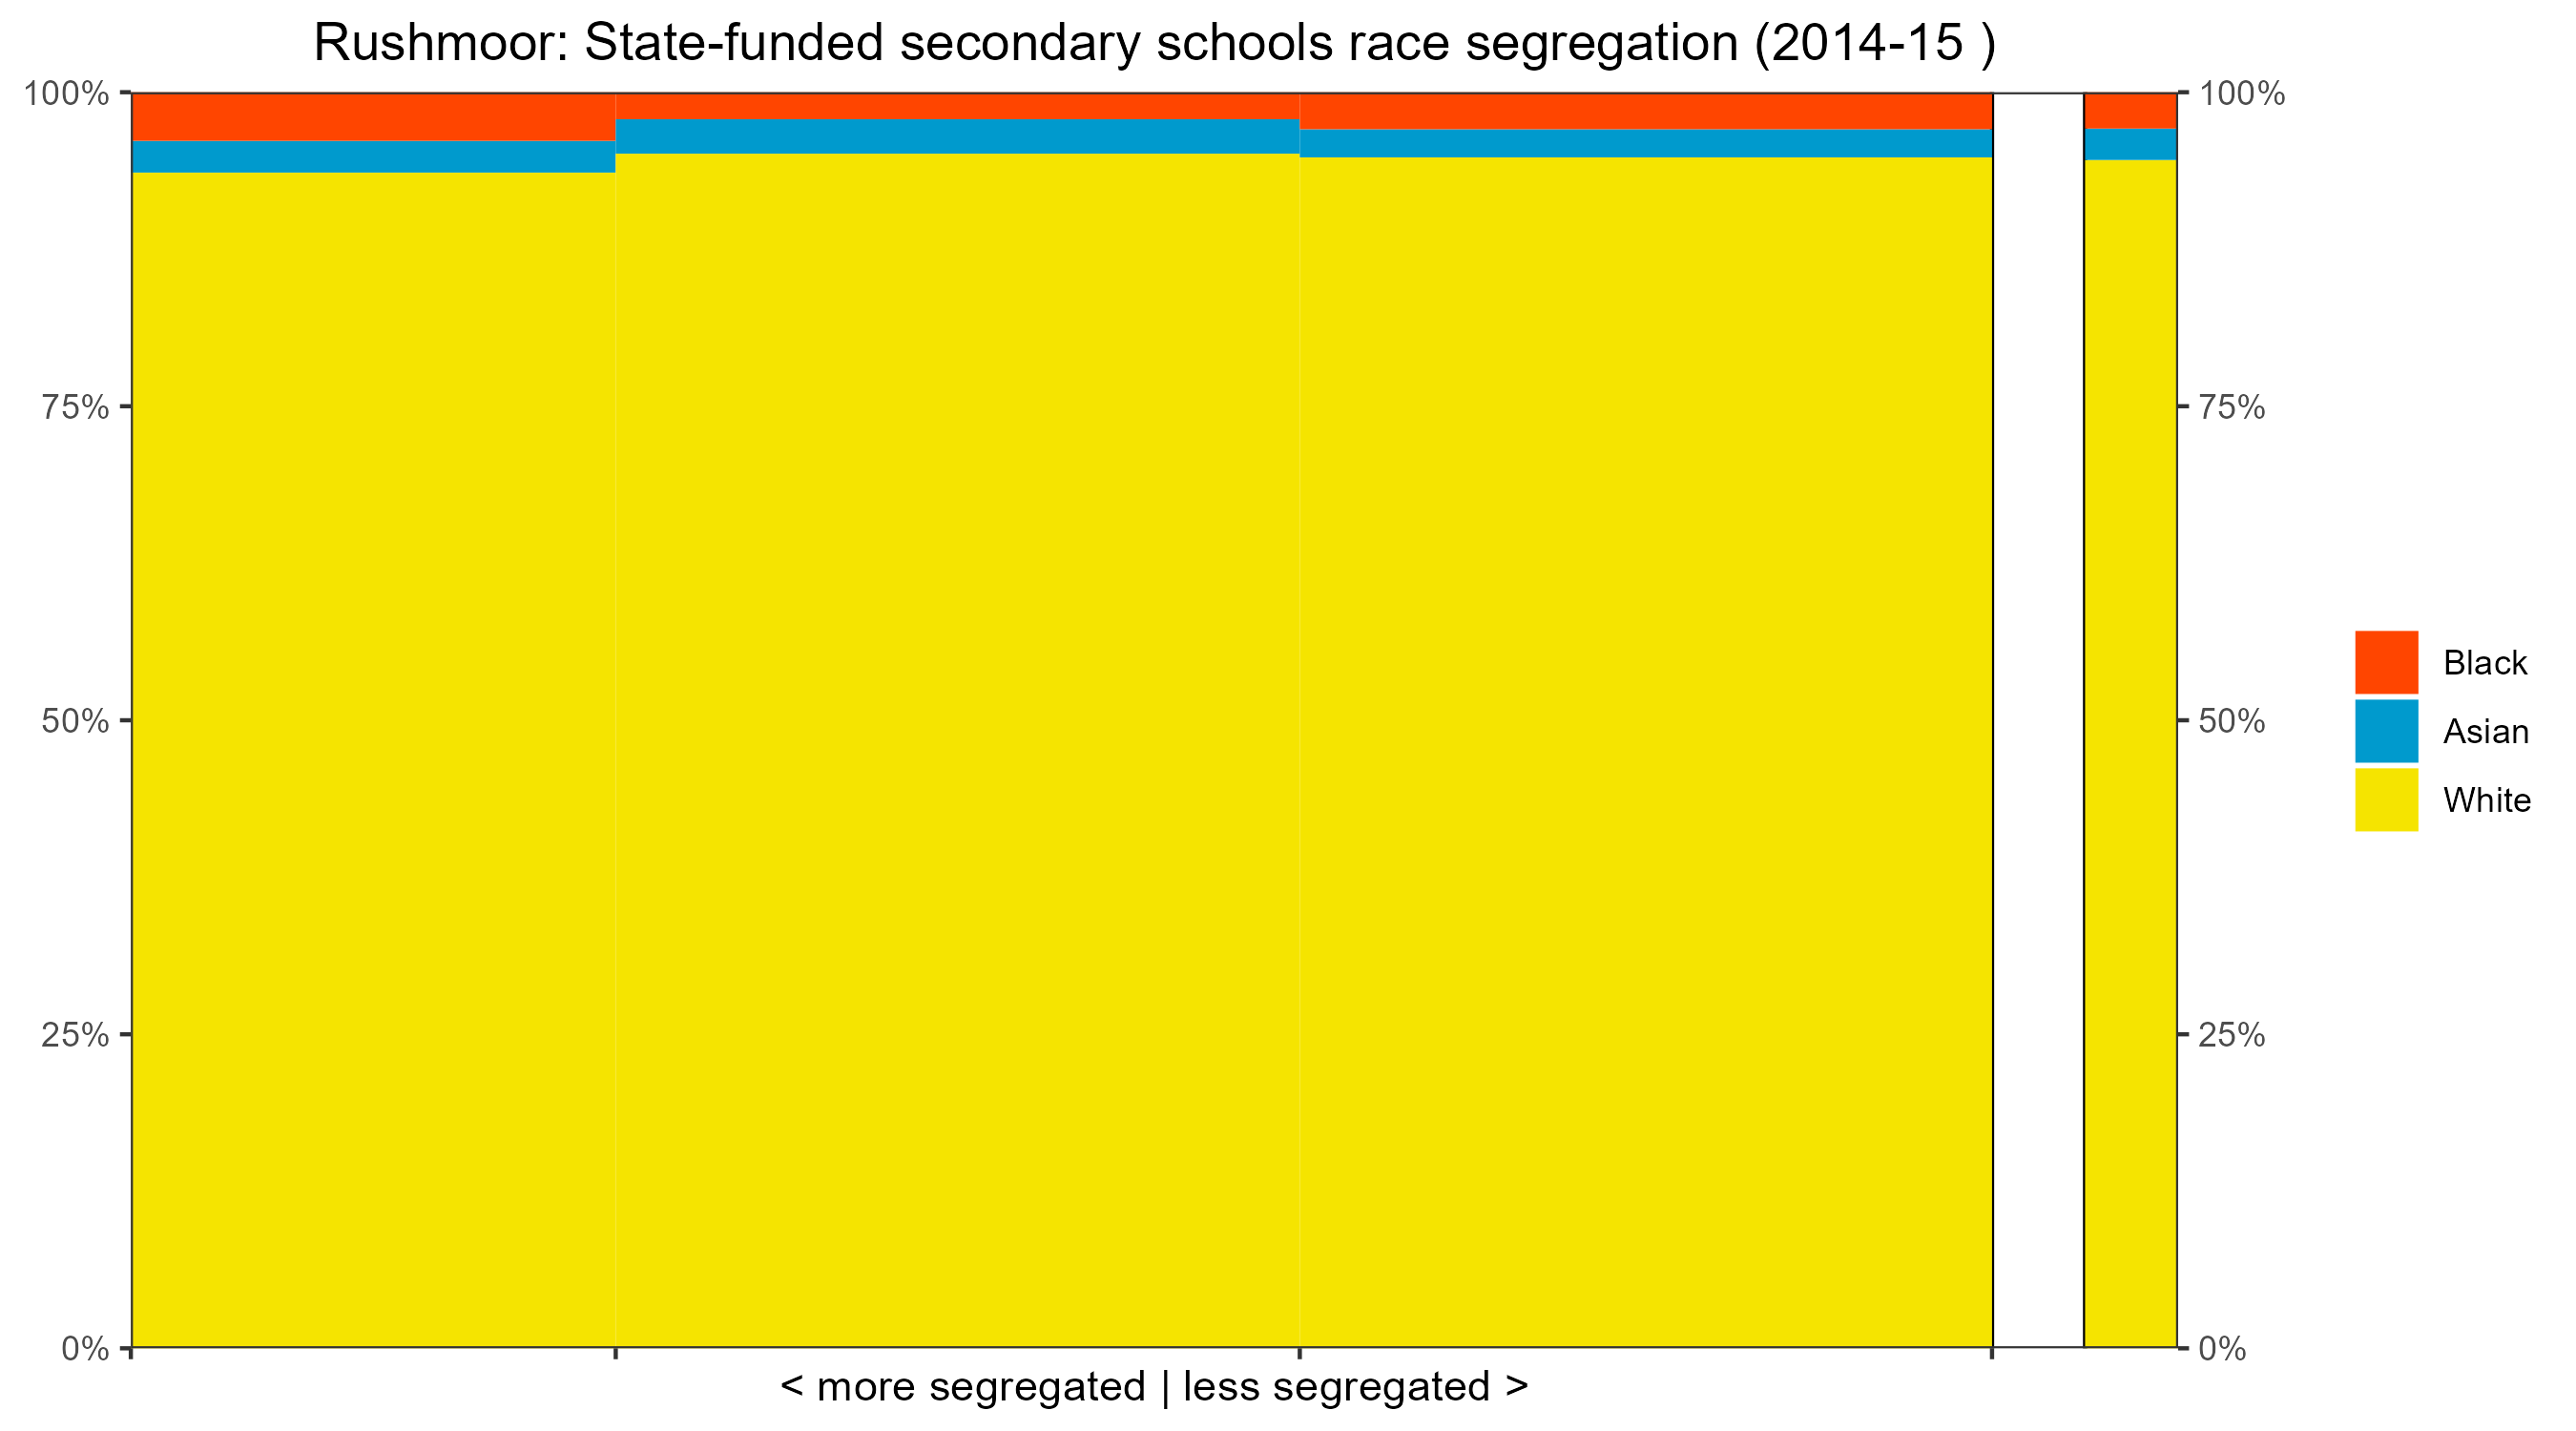 Rushmoor: State-funded secondary schools race segregation (2014-15 )
100%
75%
50%
25%
0%
100%
75%
50%
25%
0%
Black
Asian
White
< more segregated | less segregated >